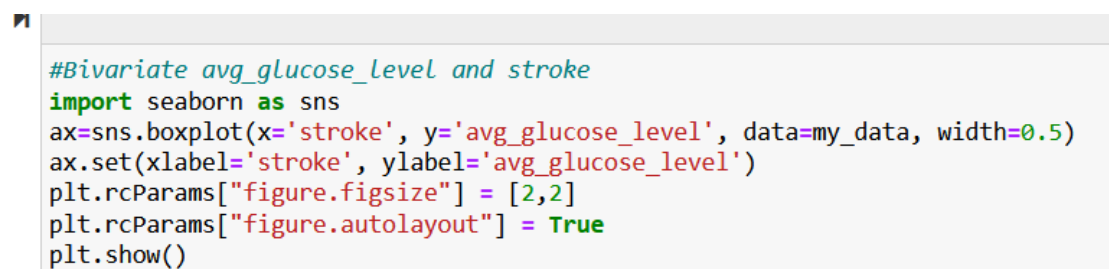 #Bivariate avg_glucose_level and stroke
import seaborn as sns
ax=sns.boxplot(x='stroke', y='avg_glucose_level', data=my_data, width=0.5)
ax.set(xlabel='stroke', ylabel='avg_glucose_level')
plt.rcParams["figure.figsize"] = [2,2]
plt.rcParams["figure.autolayout"] = True
plt.show()